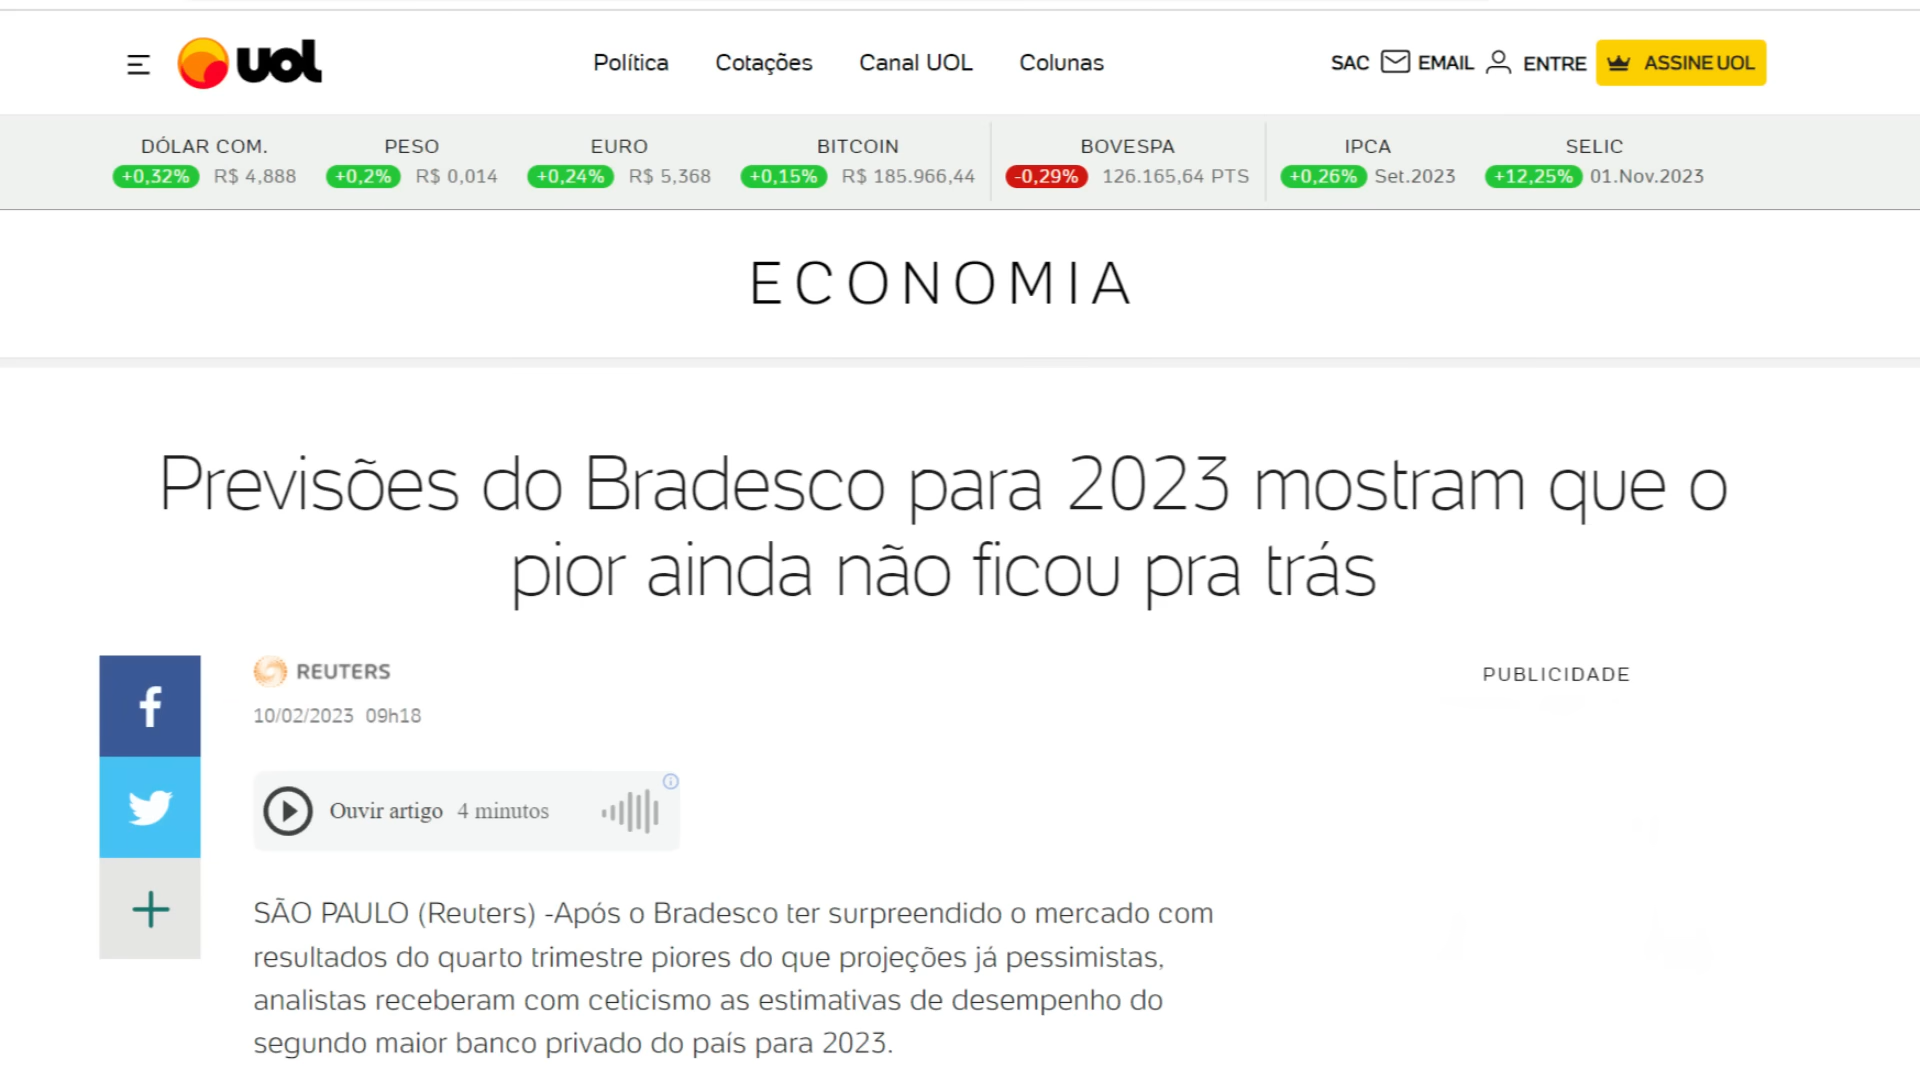 uol
Política Cotações Canal UOL Colunas
SAC EMAIL ENTRE ASSINE UOL
DÓLAR COM. PESO EURO BITCOIN BOVESPA IPCA SELIC
+0,32% R$ 4,888 +0,2% R$ 0,014 +0,24% R$ 5,368 +0,15% R$ 185.966,44 -0,29% 126.165,64 PTS +0,26% Set.2023 +12,25% 01.Nov.2023
ECONOMIA
Previsões do Bradesco para 2023 mostram que o
pior ainda não ficou pra trás
REUTERS
PUBLICIDADE
10/02/2023 09h18
Ouvir artigo 4 minutos
SÃO PAULO (Reuters) -Após o Bradesco ter surpreendido o mercado com
resultados do quarto trimestre piores do que projeções já pessimistas,
analistas receberam com ceticismo as estimativas de desempenho do
segundo maior banco privado do país para 2023.